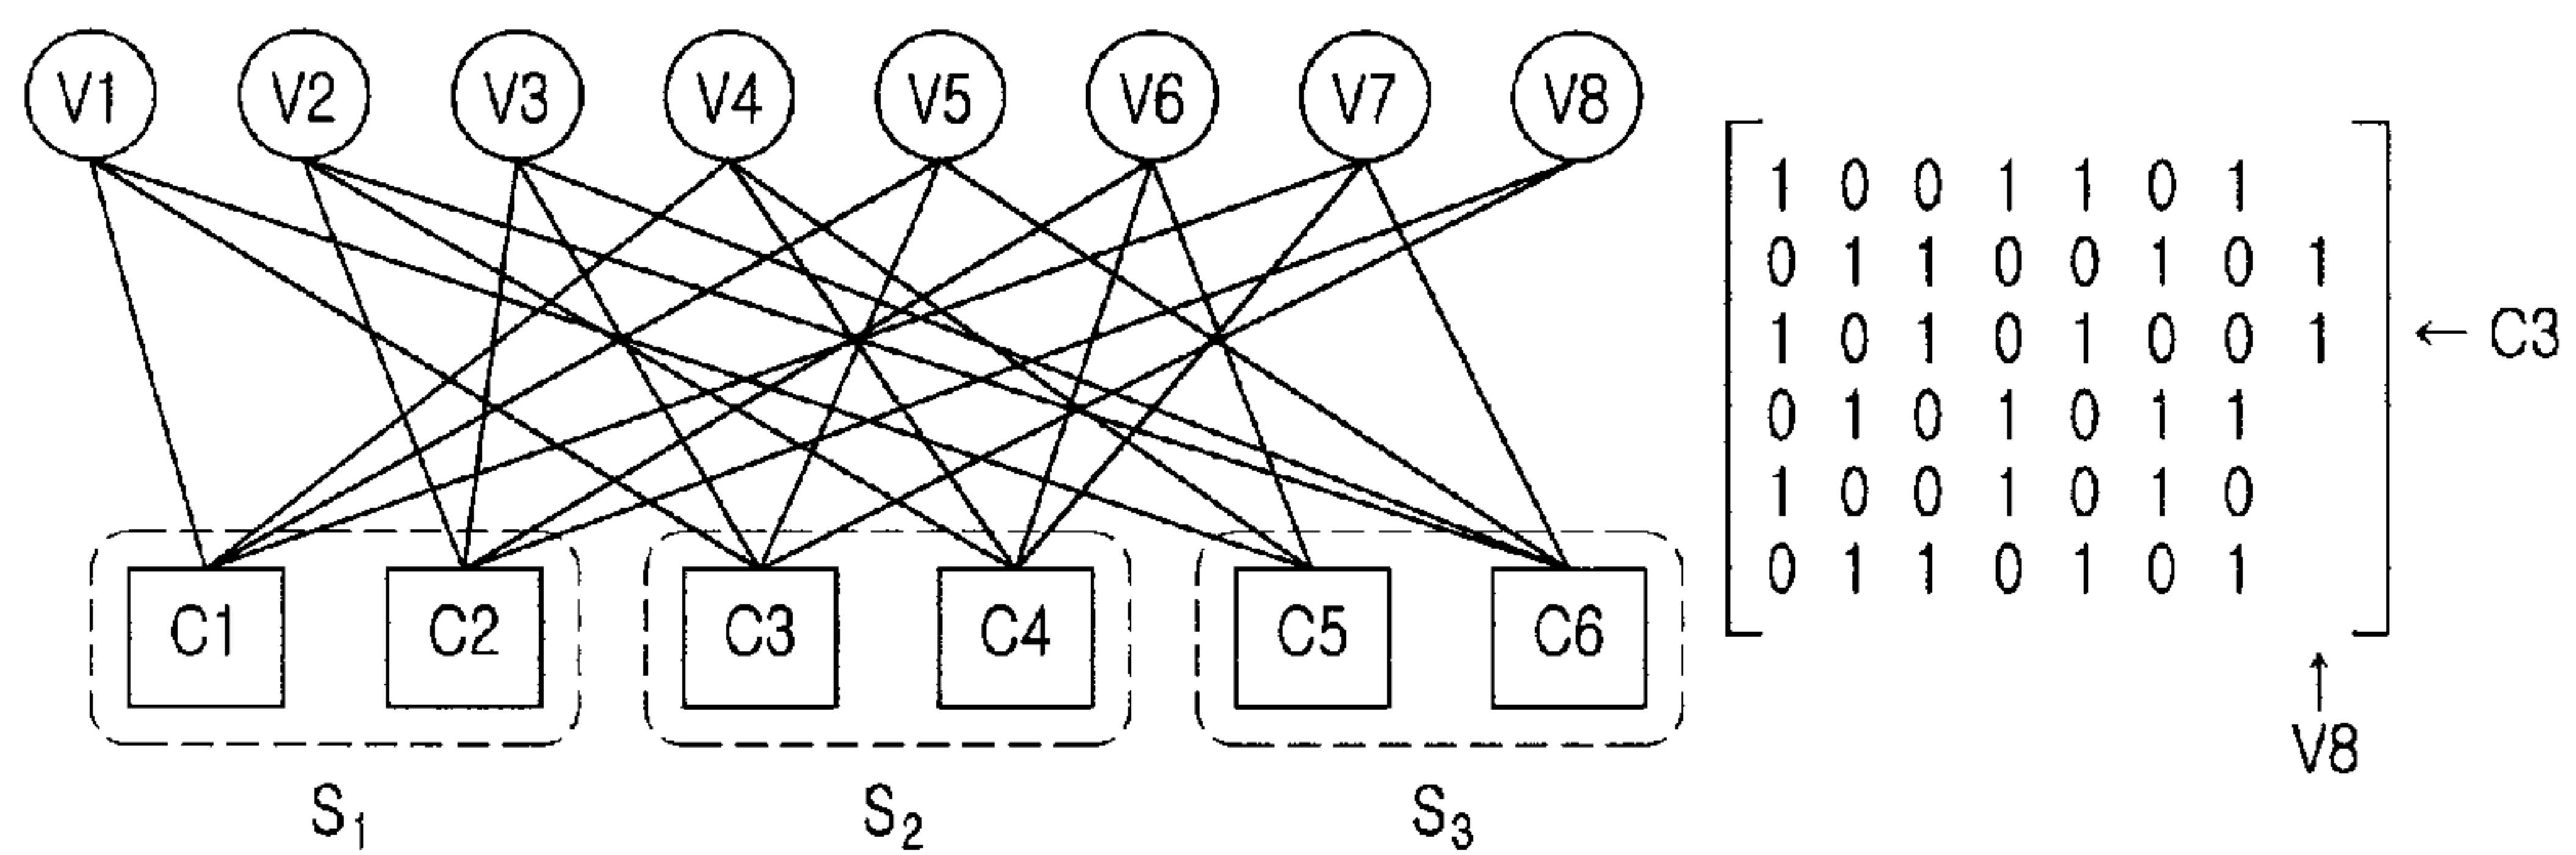 V1 V2 V3 V4 V5 V6 V7 V8
1 0 0 1 1 0 1
0 1 1 0 0 1 0 1
1 0 1 0 1 0 0 1
0 1 0 1 0 1 1
1 0 0 1 0 1 0
0 1 1 0 1 0 1
← C3
↑
V8
C1 C2 C3 C4 C5 C6
S₁ S₂ S₃